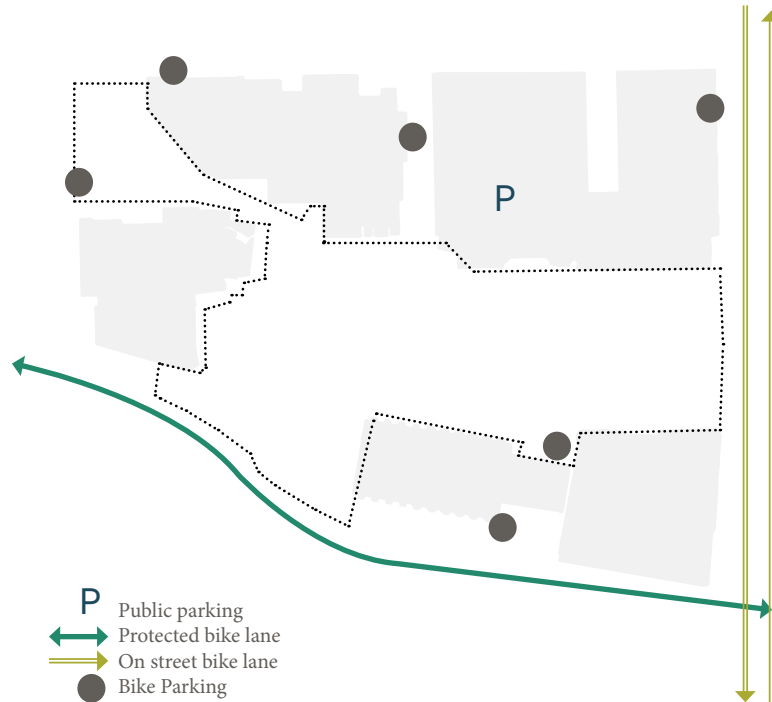 P
P Public parking
Protected bike lane
On street bike lane
Bike Parking